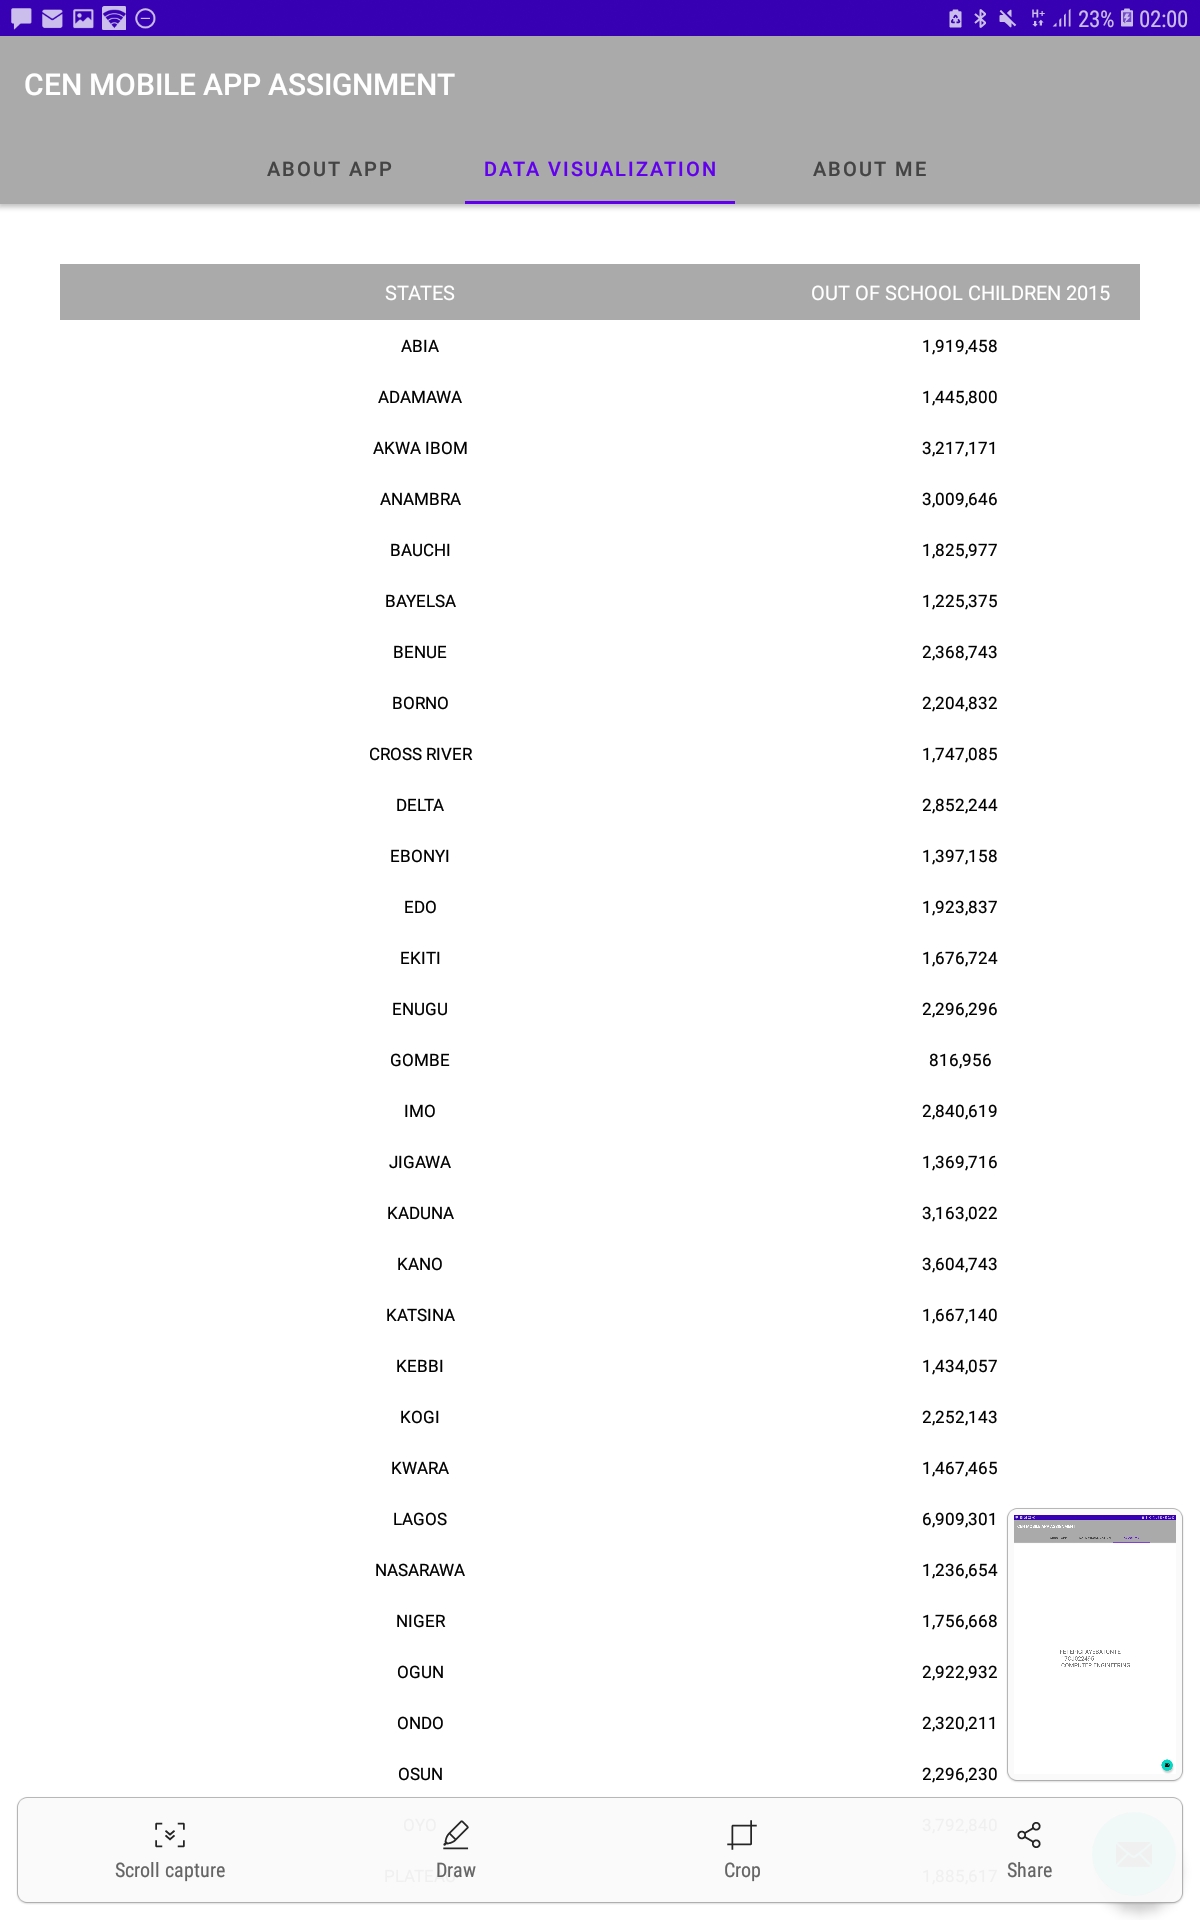 23% 02:00
CEN MOBILE APP ASSIGNMENT
ABOUT APP DATA VISUALIZATION ABOUT ME
STATES OUT OF SCHOOL CHILDREN 2015
ABIA 1,919,458
ADAMAWA 1,445,800
AKWA IBOM 3,217,171
ANAMBRA 3,009,646
BAUCHI 1,825,977
BAYELSA 1,225,375
BENUE 2,368,743
BORNO 2,204,832
CROSS RIVER 1,747,085
DELTA 2,852,244
EBONYI 1,397,158
EDO 1,923,837
EKITI 1,676,724
ENUGU 2,296,296
GOMBE 816,956
IMO 2,840,619
JIGAWA 1,369,716
KADUNA 3,163,022
KANO 3,604,743
KATSINA 1,667,140
KEBBI 1,434,057
KOGI 2,252,143
KWARA 1,467,465
LAGOS 6,909,301
NASARAWA 1,236,654
NIGER 1,756,668
OGUN 2,922,932
ONDO 2,320,211
OSUN 2,296,230
OYO 3,792,840
PLATEAU 1,885,617
Scroll capture Draw Crop Share
CEN MOBILE APP ASSIGNMENT
COMPUTER ENGINEERING